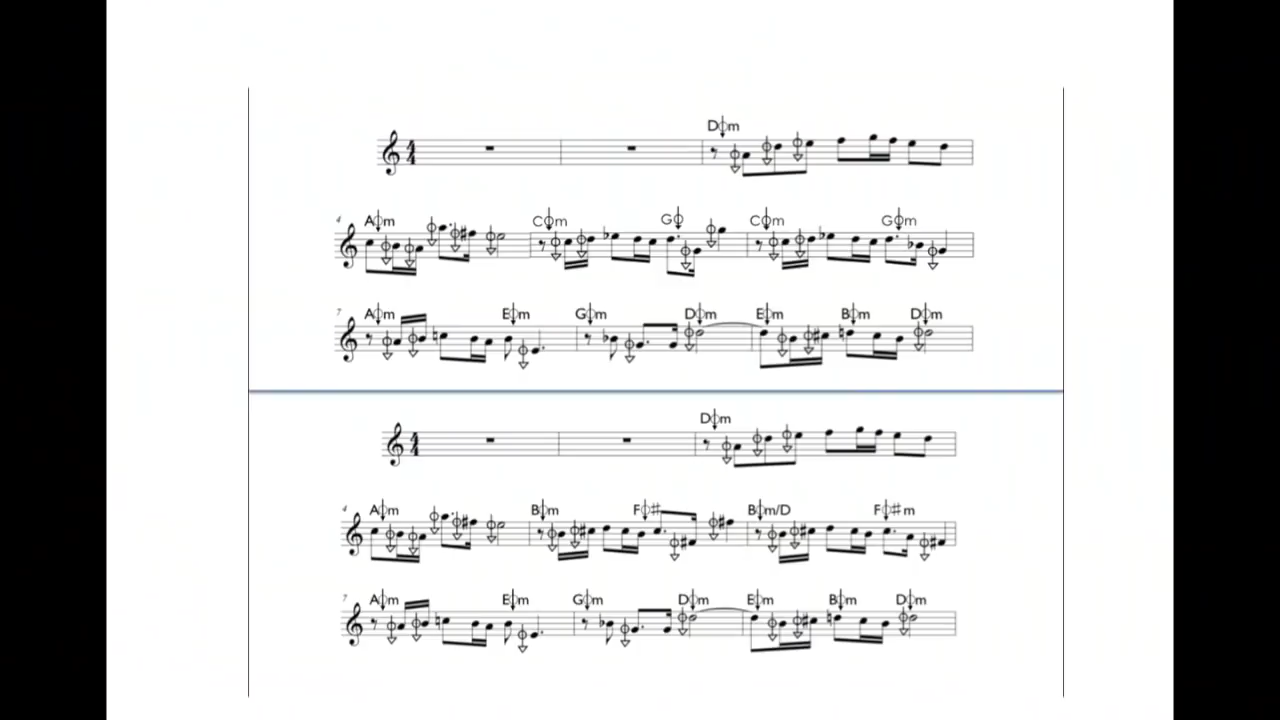 D⌽m
4 A⌽m C⌽m G⌽ C⌽m G⌽m
7 A⌽m E⌽m G⌽m D⌽m E⌽m B⌽m D⌽m
D⌽m
4 A⌽m B⌽m F⌽# B⌽m/D F⌽#m
7 A⌽m E⌽m G⌽m D⌽m E⌽m B⌽m D⌽m